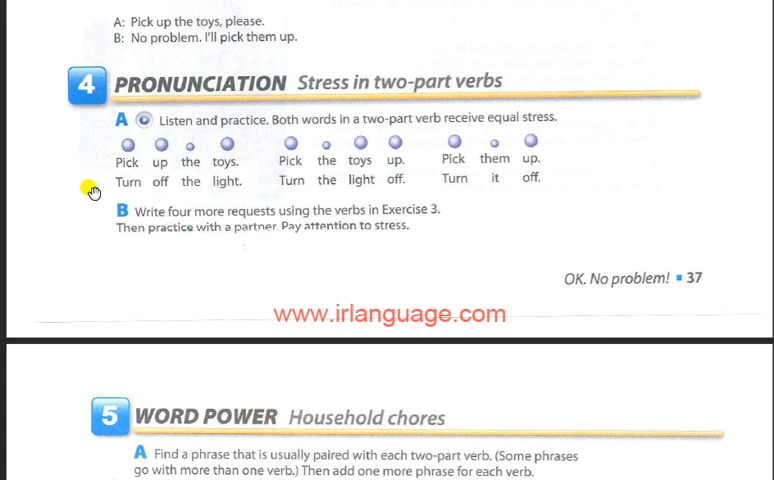 A: Pick up the toys, please.
B: No problem. I'll pick them up.
4 PRONUNCIATION Stress in two-part verbs
A Listen and practice. Both words in a two-part verb receive equal stress.
Pick up the toys. Pick the toys up. Pick them up.
Turn off the light. Turn the light off. Turn it off.
B Write four more requests using the verbs in Exercise 3.
Then practice with a partner. Pay attention to stress.
OK. No problem! ▪ 37
www.irlanguage.com
5 WORD POWER Household chores
A Find a phrase that is usually paired with each two-part verb. (Some phrases
go with more than one verb.) Then add one more phrase for each verb.